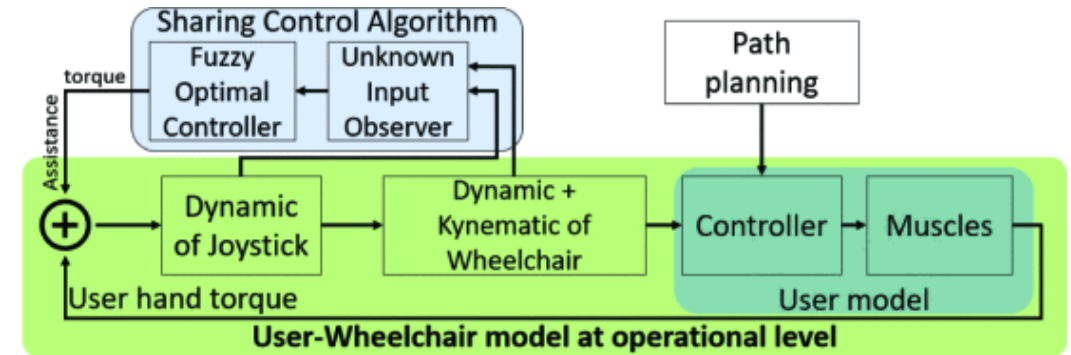 Sharing Control Algorithm
Fuzzy
Optimal
Controller
Unknown
Input
Observer
Path
planning
torque
Assistance
Dynamic
of Joystick
Dynamic +
Kynematic of
Wheelchair
Controller
Muscles
User hand torque
User model
User-Wheelchair model at operational level